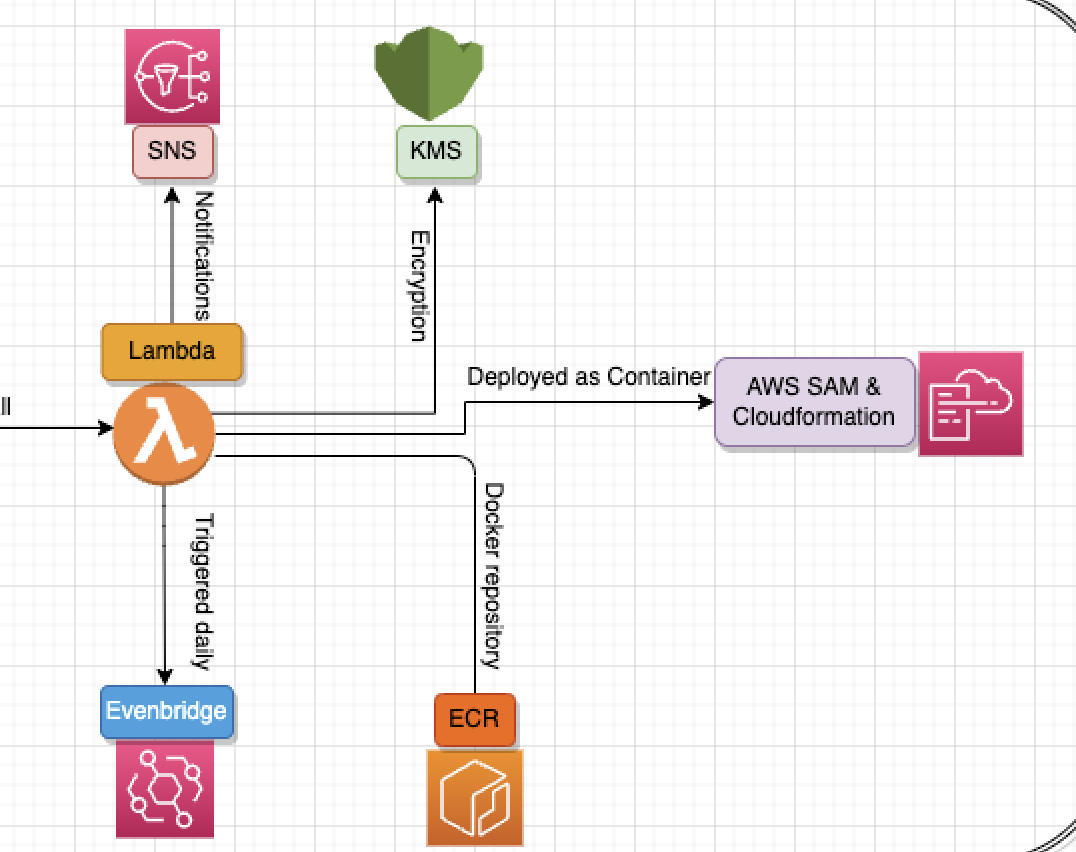 SNS
KMS
Notifications
Encryption
Lambda
Deployed as Container
AWS SAM &
Cloudformation
ll
Triggered daily
Docker repository
Evenbridge
ECR